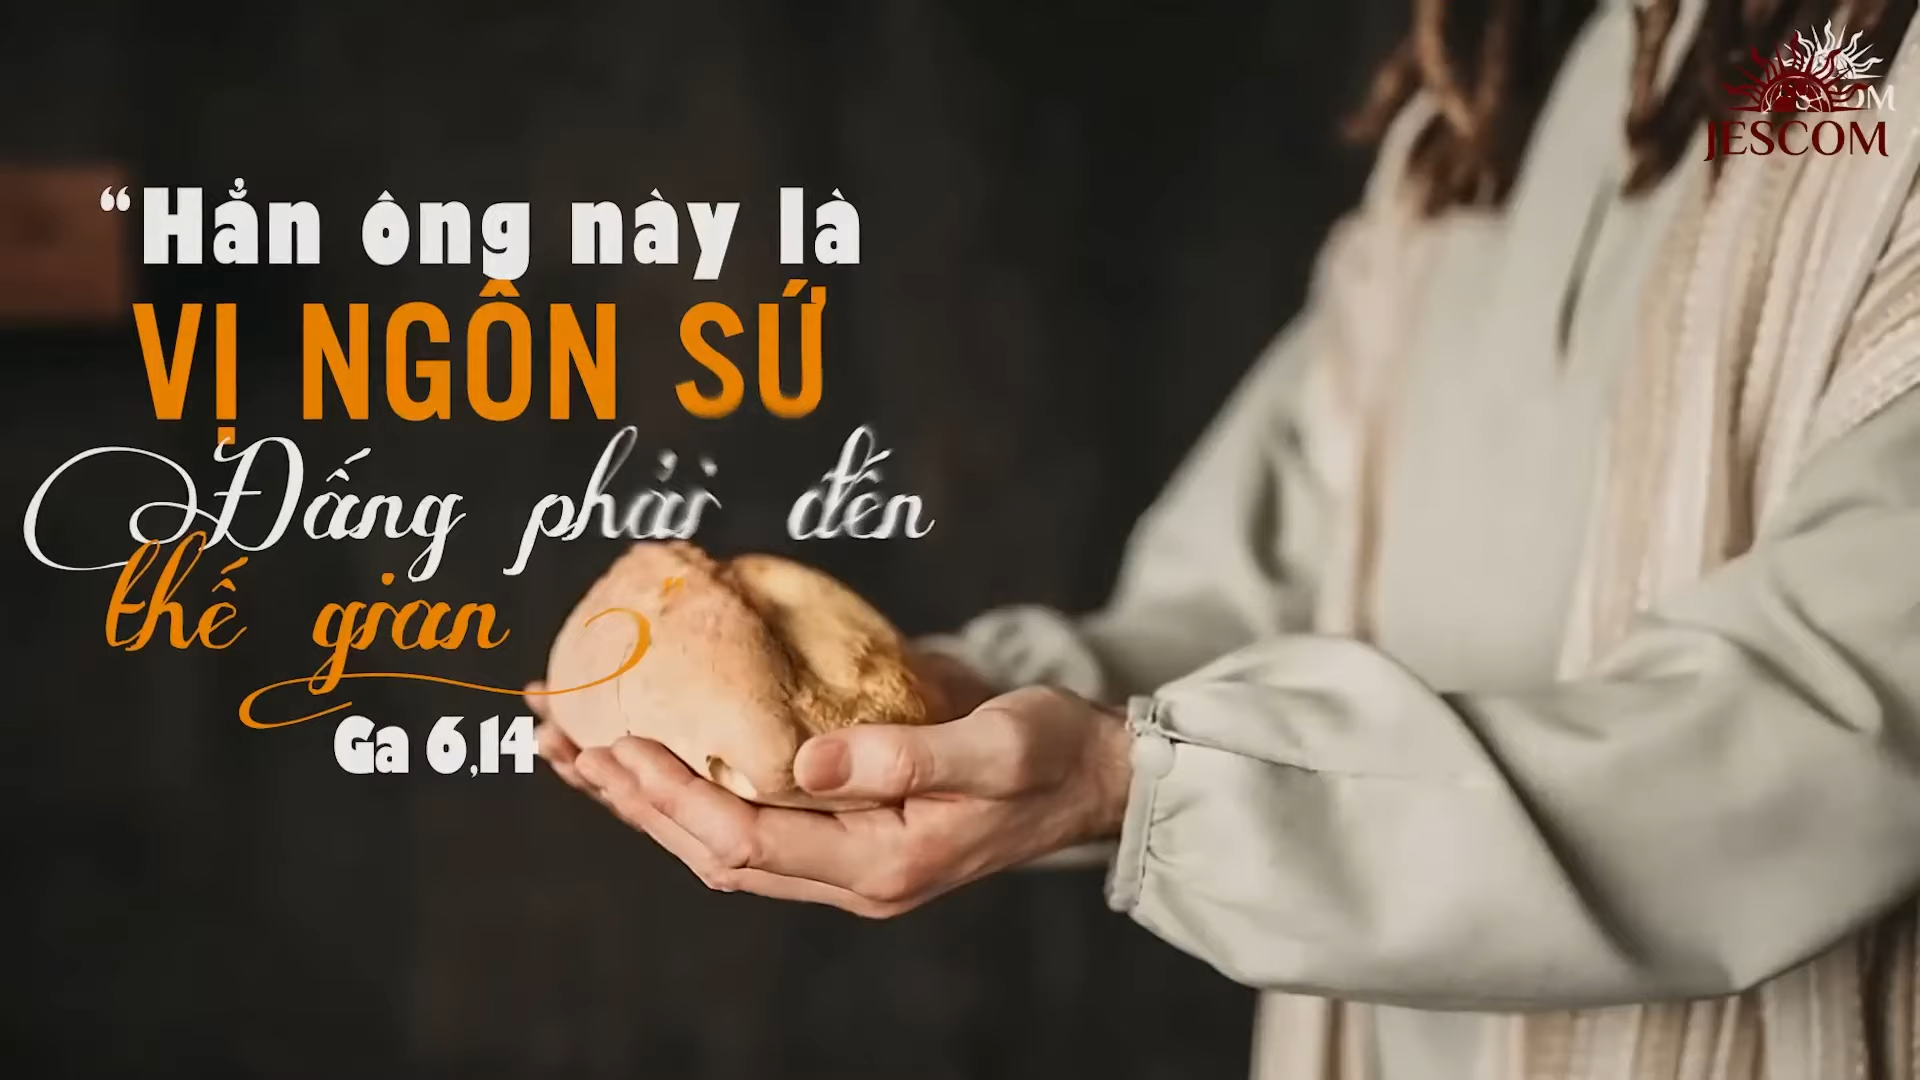 “Hẳn ông này là
VỊ NGÔN SỨ
Đấng phải đến
thế gian”
Ga 6,14
JESCOM